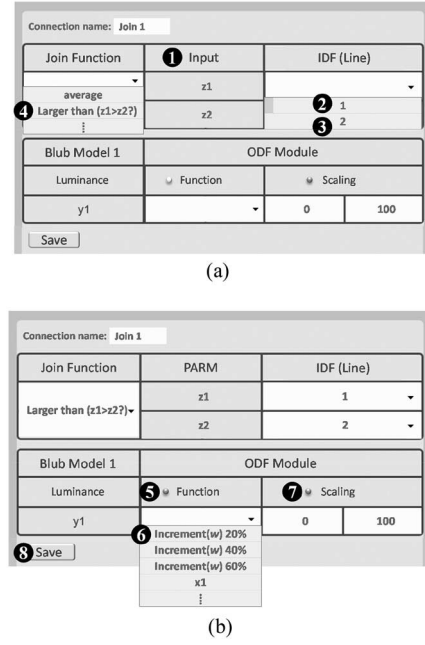 Connection name: Join 1
Join Function 1 Input IDF (Line)
average z1
4 Larger than (z1>z2?) 2 1
z2 3 2
Blub Model 1 ODF Module
Luminance Function Scaling
y1 0 100
Save
(a)
Connection name: Join 1
Join Function PARM IDF (Line)
Larger than (z1>z2?) z1 1
z2 2
Blub Model 1 ODF Module
Luminance 5 Function 7 Scaling
y1 0 100
8 Save 6 Increment(w) 20%
Increment(w) 40%
Increment(w) 60%
x1
(b)